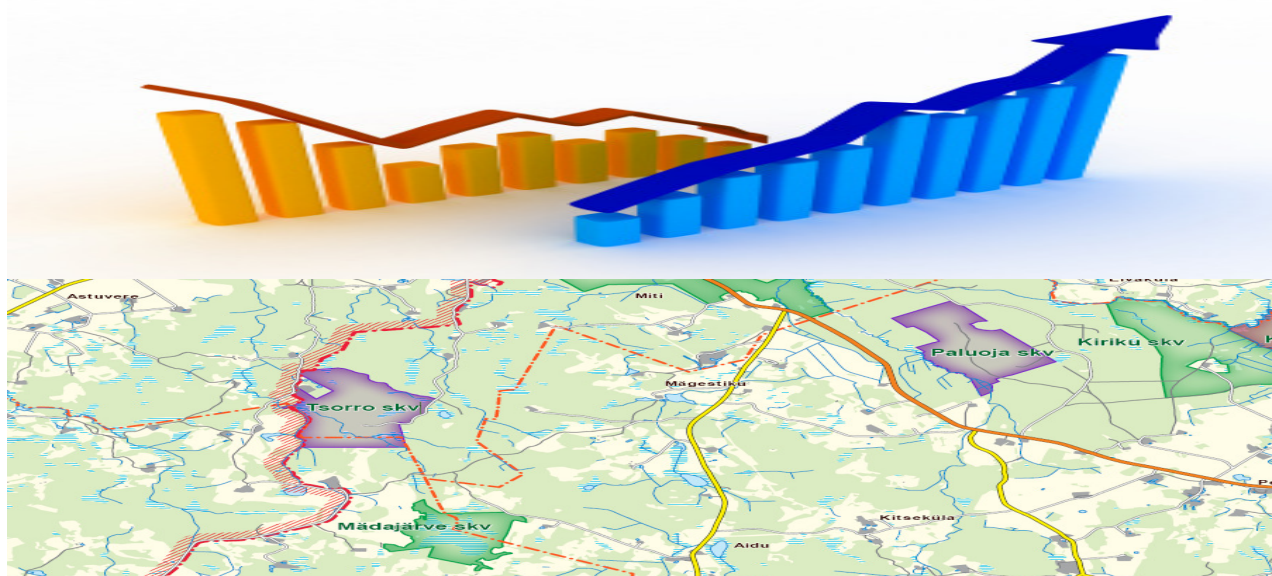 Astuvere
Miti
Paluoja skv
Kiriku skv
Mägestiku
Tsorro skv
Mädajärve skv
Kitseküla
Aidu